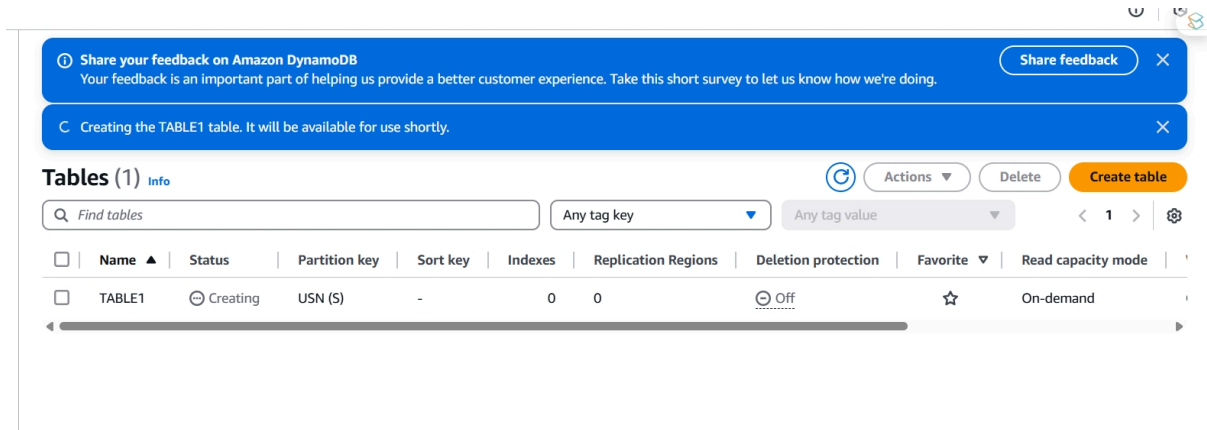 Share your feedback on Amazon DynamoDB
Your feedback is an important part of helping us provide a better customer experience. Take this short survey to let us know how we're doing.
Share feedback
Creating the TABLE1 table. It will be available for use shortly.
Tables (1) Info
Actions
Delete
Create table
Find tables
Any tag key
Any tag value
1
Name Status Partition key Sort key Indexes Replication Regions Deletion protection Favorite Read capacity mode
TABLE1 Creating USN (S) - 0 0 Off On-demand